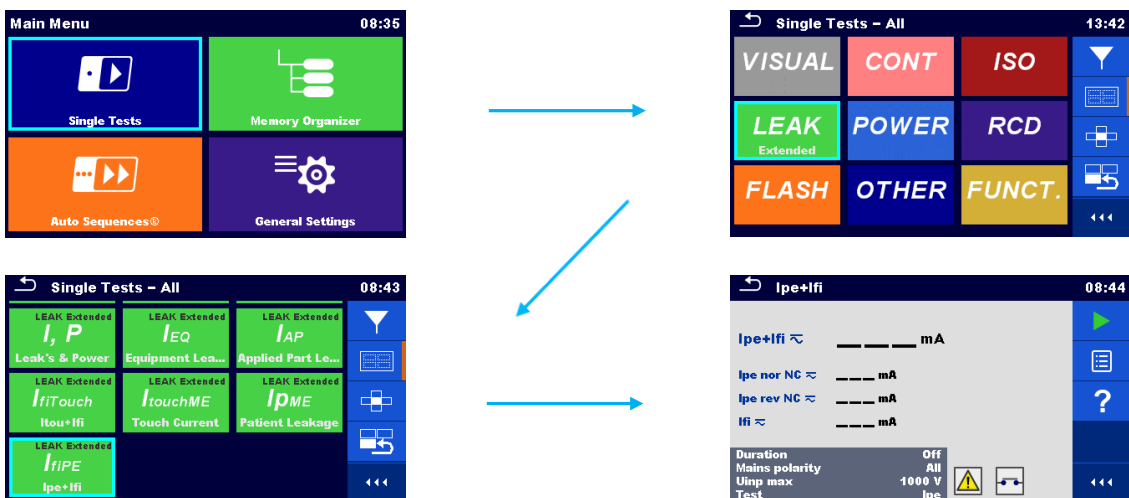 Main Menu 08:35
Single Tests
Memory Organizer
Auto Sequences®
General Settings
Single Tests – All 13:42
VISUAL CONT ISO
LEAK POWER RCD
Extended
FLASH OTHER FUNCT.
Single Tests – All 08:43
LEAK Extended LEAK Extended LEAK Extended
I, P IEQ IAP
Leak's & Power Equipment Lea... Applied Part Le...
LEAK Extended LEAK Extended LEAK Extended
IfiTouch ItouchME IpME
Itou+Ifi Touch Current Patient Leakage
LEAK Extended
IfiPE
Ipe+Ifi
Ipe+Ifi 08:44
Ipe+Ifi ≂ _ _ _ mA
Ipe nor NC ≂ _ _ _ mA
Ipe rev NC ≂ _ _ _ mA
Ifi ≂ _ _ _ mA
?
Duration Off
Mains polarity All
Uinp max 1000 V
Test Ipe